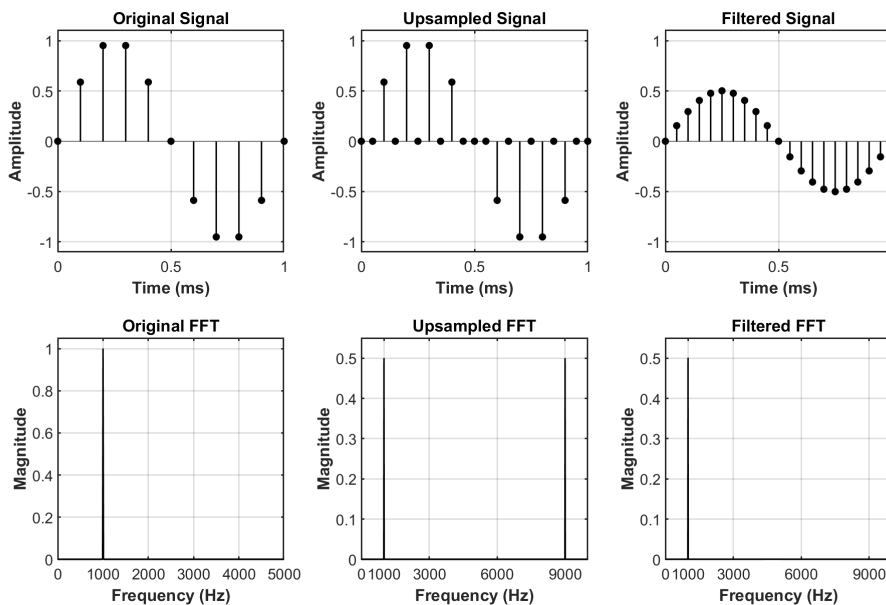 Original Signal
Amplitude
1
0.5
0
-0.5
-1
0 0.5 1
Time (ms)
Upsampled Signal
Amplitude
1
0.5
0
-0.5
-1
0 0.5 1
Time (ms)
Filtered Signal
Amplitude
1
0.5
0
-0.5
-1
0 0.5
Time (ms)
Original FFT
Magnitude
1
0.8
0.6
0.4
0.2
0
0 1000 2000 3000 4000 5000
Frequency (Hz)
Upsampled FFT
Magnitude
0.5
0.4
0.3
0.2
0.1
0
0 1000 3000 6000 9000
Frequency (Hz)
Filtered FFT
Magnitude
0.5
0.4
0.3
0.2
0.1
0
0 1000 3000 6000 9000
Frequency (Hz)